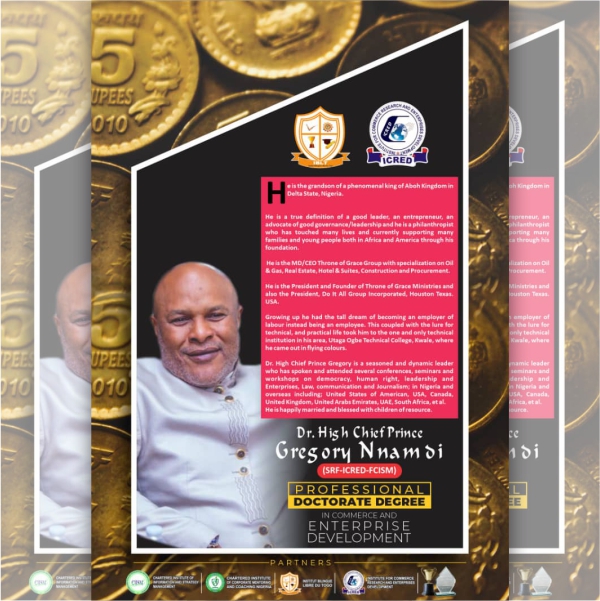 5
RUPEES
2010
ICRED
He is the grandson of a phenomenal king of Aboh Kingdom in
Delta State, Nigeria.
He is a true definition of a good leader, an entrepreneur, an
advocate of good governance/leadership and he is a philanthropist
who has touched many lives and currently supporting many
families and young people both in Africa and America through his
foundation.
He is the MD/CEO Throne of Grace Group with specialization on Oil
& Gas, Real Estate, Hotel & Suites, Construction and Procurement.
He is the President and Founder of Throne of Grace Ministries and
also the President, Do It All Group Incorporated, Houston Texas.
USA.
Growing up he had the tall dream of becoming an employer of
labour instead being an employee. This coupled with the lure for
technical, and practical life took him to the one and only technical
institution in his area, Utaga Ogbe Technical College, Kwale, where
he came out in flying colours.
Dr. High Chief Prince Gregory is a seasoned and dynamic leader
who has spoken and attended several conferences, seminars and
workshops on democracy, human right, leadership and
Enterprises, Law, communication and Journalism; in Nigeria and
overseas including; United States of American, USA, Canada,
United Kingdom, United Arabs Emirates, UAE, South Africa, et al.
He is happily married and blessed with children of resource.
Dr. High Chief Prince
Gregory Nnamdi
(SRF-ICRED-FCISM)
PROFESSIONAL
DOCTORATE DEGREE
IN COMMERCE AND
ENTERPRISE
DEVELOPMENT
PARTNERS
CHARTERED INSTITUTE
OF CORPORATE MENTORING
AND COACHING NIGERIA
INSTITUT BILINGUE
LIBRE DU TOGO
INSTITUTE FOR COMMERCE
RESEARCH AND ENTERPRISES
DEVELOPMENT